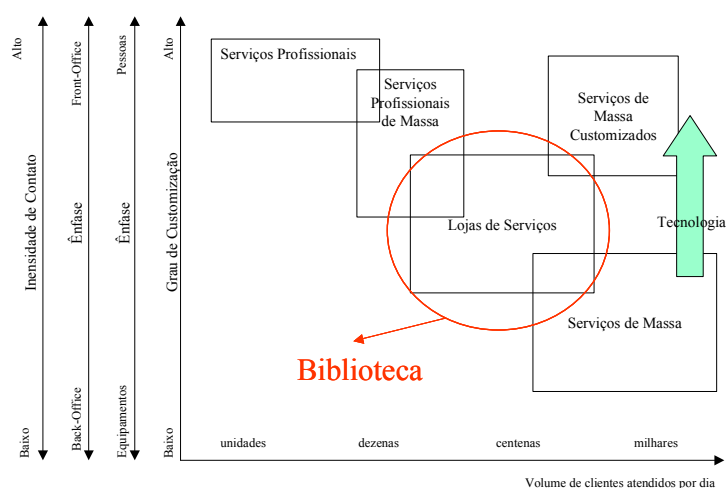 Alto
Inensidade de Contato
Baixo
Front-Office
Ênfase
Back-Office
Pessoas
Ênfase
Equipamentos
Alto
Grau de Customização
Baixo
Serviços Profissionais
Serviços
Profissionais
de Massa
Serviços de
Massa
Customizados
Lojas de Serviços
Tecnologia
Serviços de Massa
Biblioteca
unidades
dezenas
centenas
milhares
Volume de clientes atendidos por dia